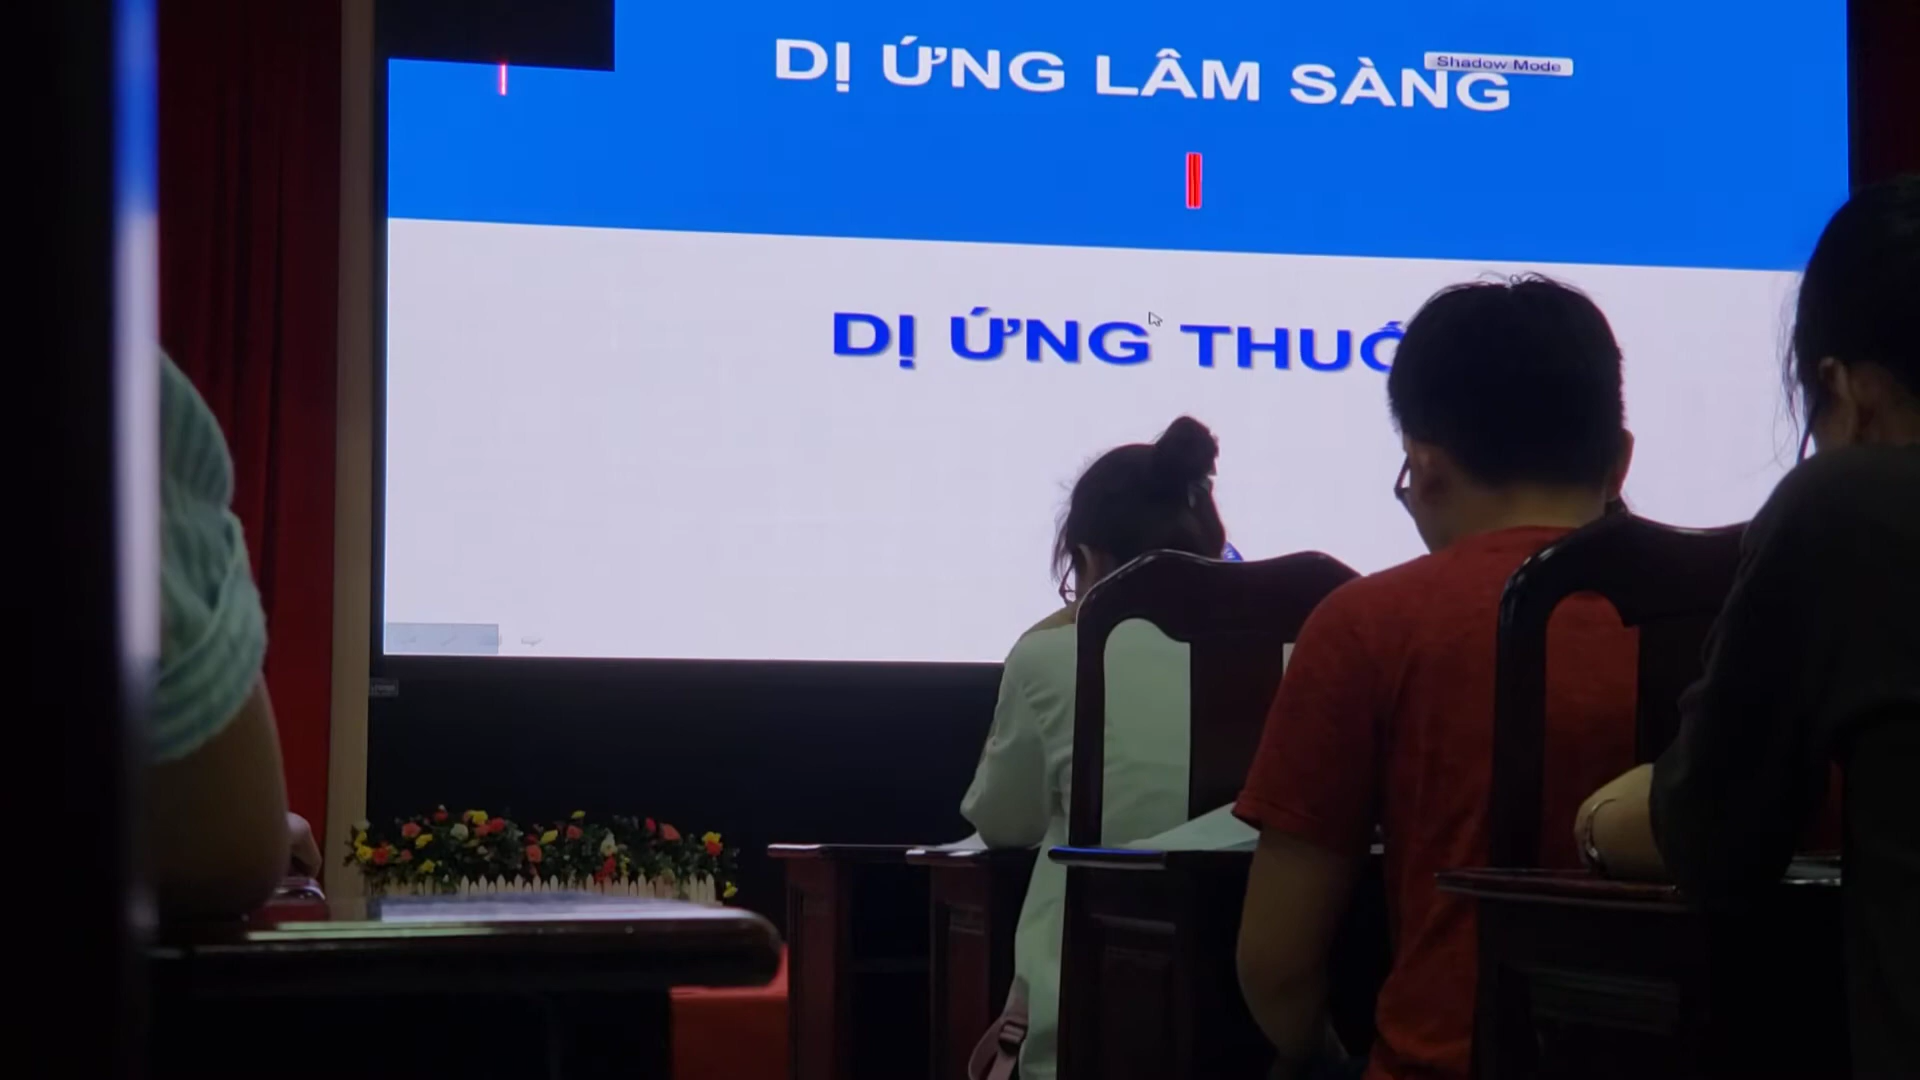 DỊ ỨNG LÂM SÀNG
Shadow Mode
DỊ ỨNG